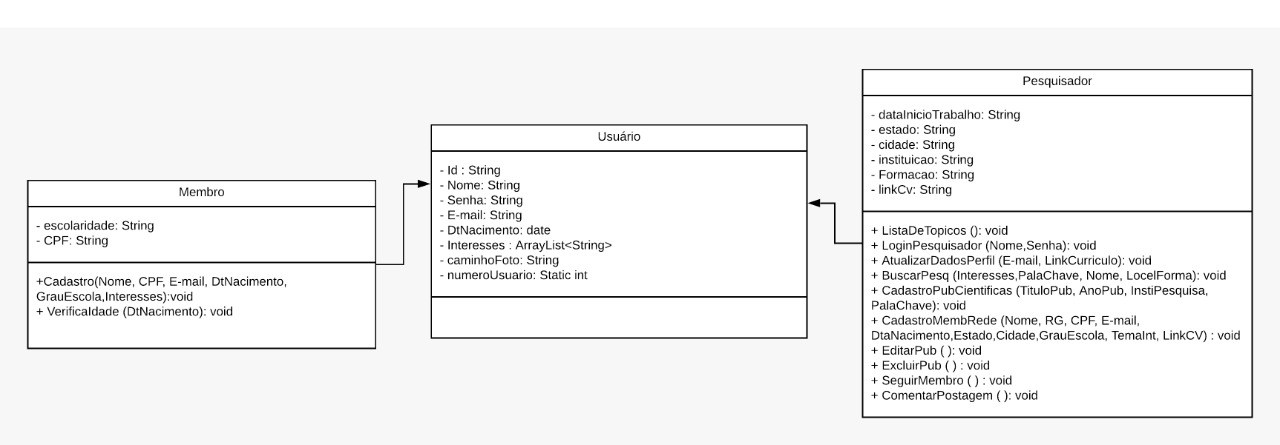 Membro
- escolaridade: String
- CPF: String
+Cadastro(Nome, CPF, E-mail, DtNacimento,
GrauEscola,Interesses):void
+ VerificaIdade (DtNacimento): void
Usuário
- Id : String
- Nome: String
- Senha: String
- E-mail: String
- DtNacimento: date
- Interesses : ArrayList<String>
- caminhoFoto: String
- numeroUsuario: Static int
Pesquisador
- dataInicioTrabalho: String
- estado: String
- cidade: String
- instituicao: String
- Formacao: String
- linkCv: String
+ ListaDeTopicos (): void
+ LoginPesquisador (Nome,Senha): void
+ AtualizarDadosPerfil (E-mail, LinkCurriculo): void
+ BuscarPesq (Interesses,PalaChave, Nome, LocelForma): void
+ CadastroPubCientificas (TituloPub, AnoPub, InstiPesquisa,
PalaChave): void
+ CadastroMembRede (Nome, RG, CPF, E-mail,
DtaNacimento,Estado,Cidade,GrauEscola, TemaInt, LinkCV) : void
+ EditarPub ( ): void
+ ExcluirPub ( ) : void
+ SeguirMembro ( ) : void
+ ComentarPostagem ( ): void